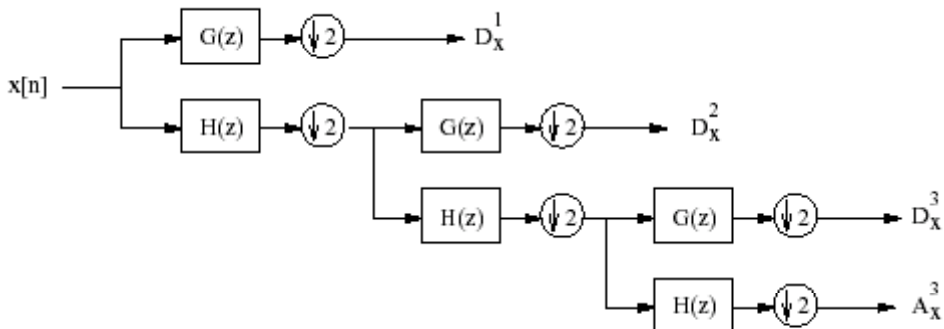 G(z) ↓2 D_x^1
x[n]
H(z) ↓2 G(z) ↓2 D_x^2
H(z) ↓2 G(z) ↓2 D_x^3
H(z) ↓2 A_x^3